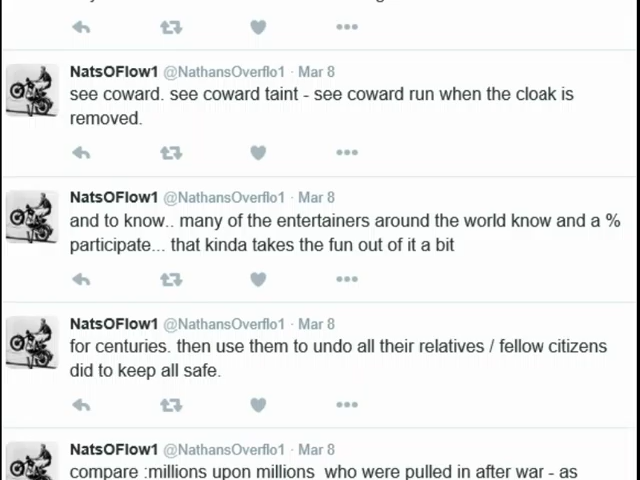 NatsOFlow1 @NathansOverflo1 · Mar 8
see coward. see coward taint - see coward run when the cloak is
removed.
NatsOFlow1 @NathansOverflo1 · Mar 8
and to know.. many of the entertainers around the world know and a %
participate... that kinda takes the fun out of it a bit
NatsOFlow1 @NathansOverflo1 · Mar 8
for centuries. then use them to undo all their relatives / fellow citizens
did to keep all safe.
NatsOFlow1 @NathansOverflo1 · Mar 8
compare :millions upon millions who were pulled in after war - as